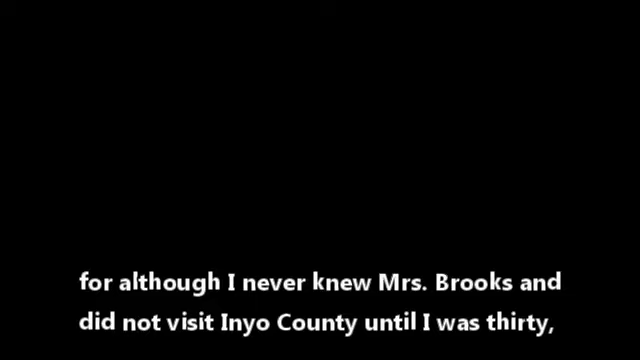 for although I never knew Mrs. Brooks and
did not visit Inyo County until I was thirty,